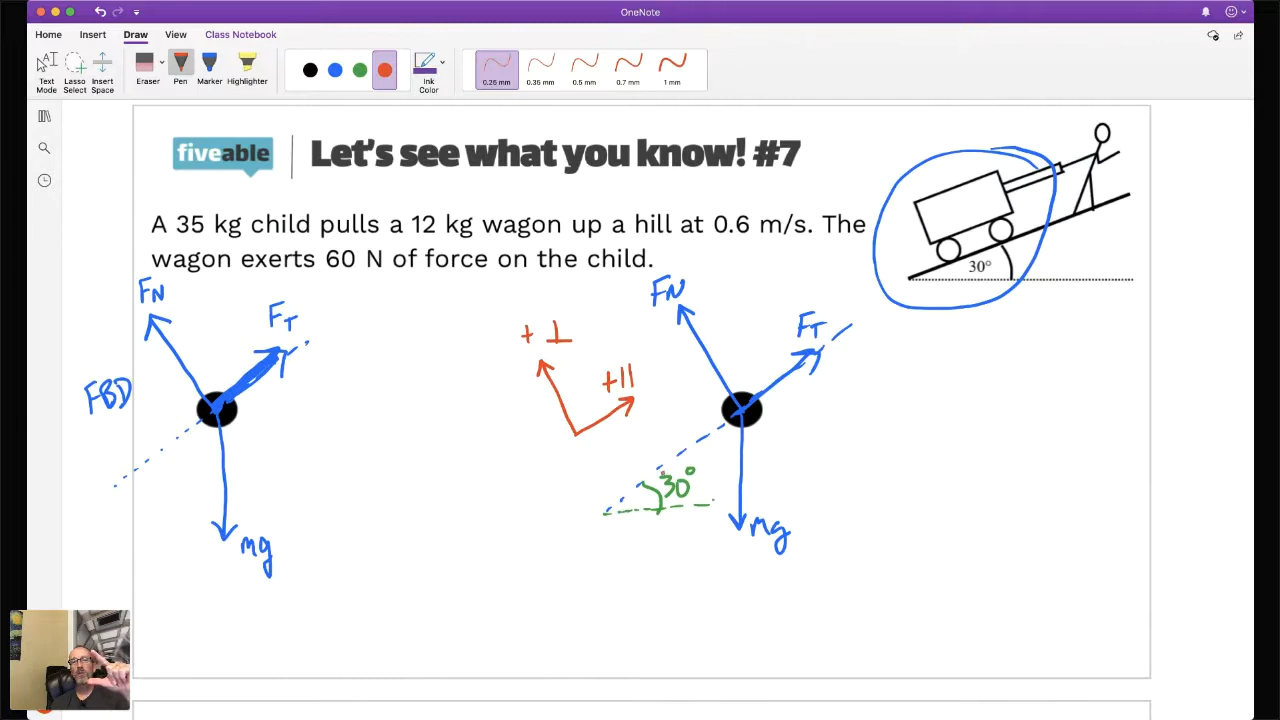 OneNote
Home Insert Draw View Class Notebook
Text Mode
Lasso Select
Insert Space
Eraser
Pen
Marker
Highlighter
Ink Color
0.25 mm
0.35 mm
0.5 mm
0.7 mm
1 mm
fiveable
Let's see what you know! #7
A 35 kg child pulls a 12 kg wagon up a hill at 0.6 m/s. The
wagon exerts 60 N of force on the child.
30°
FN
FT
FBD
mg
+ ⊥
+||
FN
FT
30°
mg